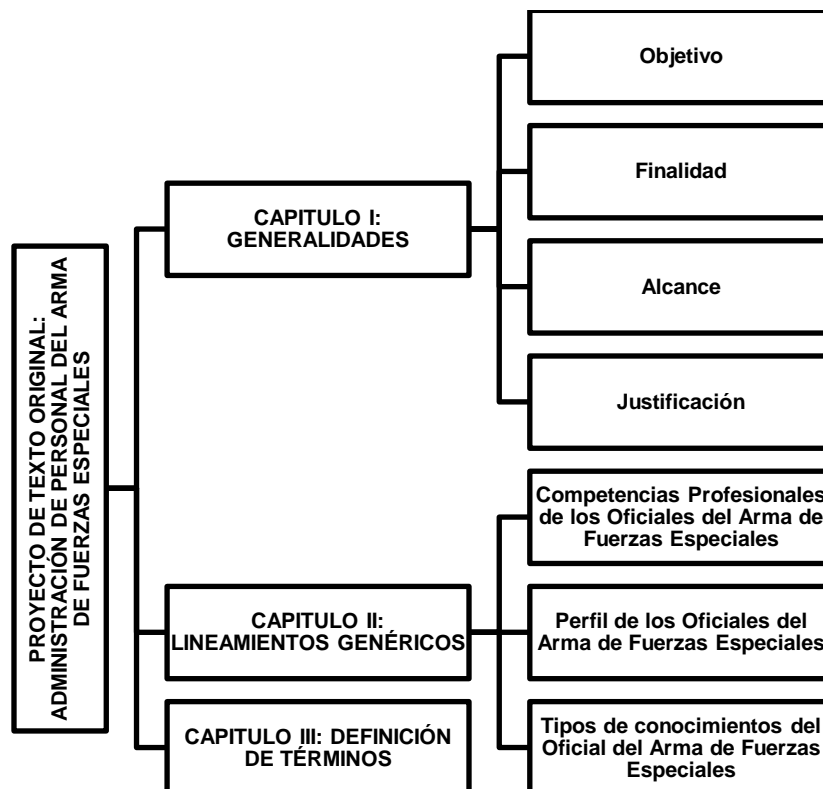 PROYECTO DE TEXTO ORIGINAL:
ADMINISTRACIÓN DE PERSONAL DEL ARMA
DE FUERZAS ESPECIALES
CAPITULO I:
GENERALIDADES
Objetivo
Finalidad
Alcance
Justificación
CAPITULO II:
LINEAMIENTOS GENÉRICOS
Competencias Profesionales
de los Oficiales del Arma de
Fuerzas Especiales
Perfil de los Oficiales del
Arma de Fuerzas Especiales
Tipos de conocimientos del
Oficial del Arma de Fuerzas
Especiales
CAPITULO III: DEFINICIÓN
DE TÉRMINOS